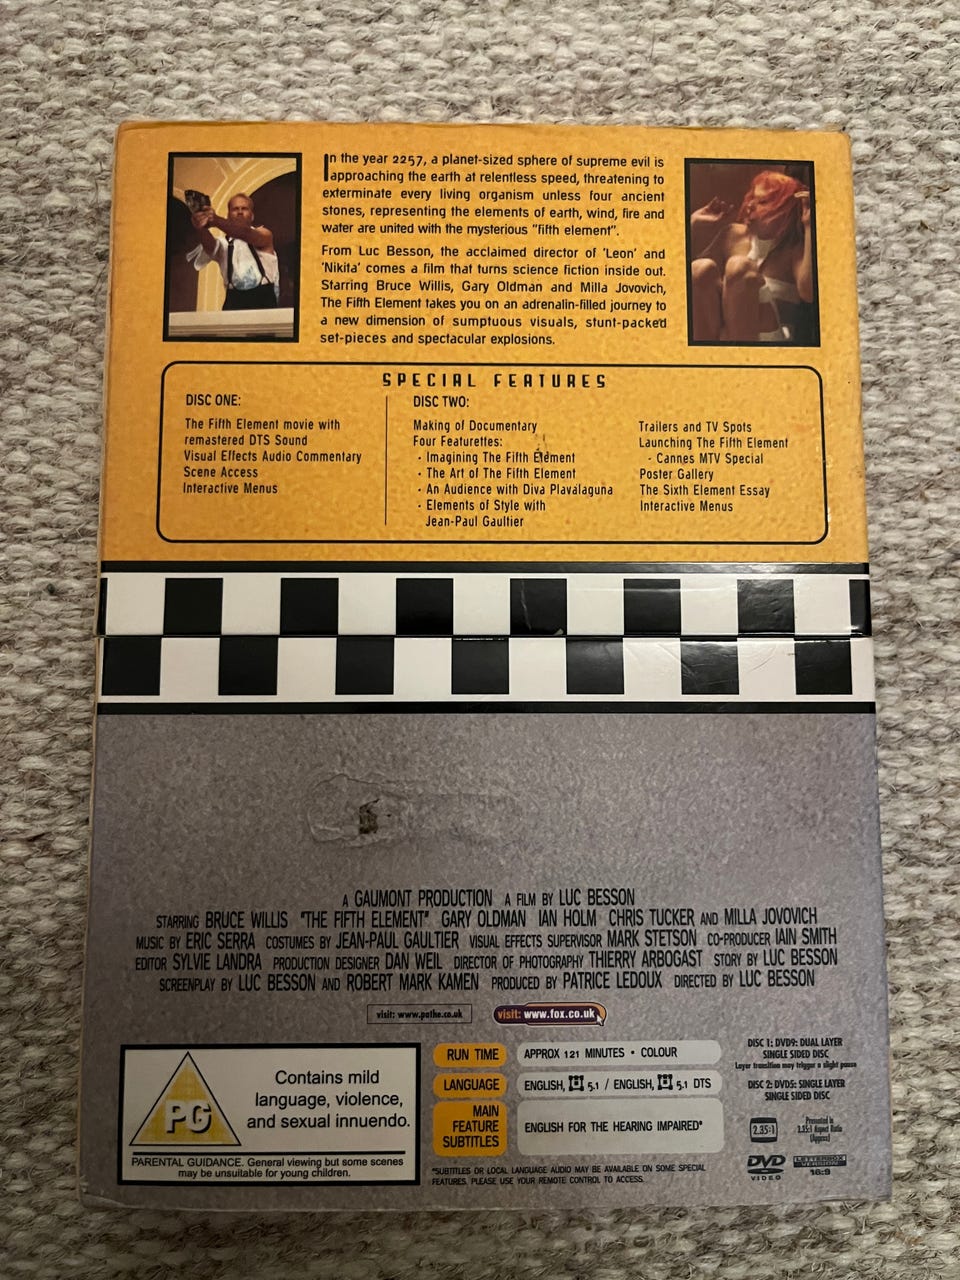 In the year 2257, a planet-sized sphere of supreme evil is
approaching the earth at relentless speed, threatening to
exterminate every living organism unless four ancient
stones, representing the elements of earth, wind, fire and
water are united with the mysterious "fifth element".
From Luc Besson, the acclaimed director of 'Leon' and
'Nikita' comes a film that turns science fiction inside out.
Starring Bruce Willis, Gary Oldman and Milla Jovovich,
The Fifth Element takes you on an adrenalin-filled journey to
a new dimension of sumptuous visuals, stunt-packed
set-pieces and spectacular explosions.
SPECIAL FEATURES
DISC ONE:
The Fifth Element movie with
remastered DTS Sound
Visual Effects Audio Commentary
Scene Access
Interactive Menus
DISC TWO:
Making of Documentary
Four Featurettes:
- Imagining The Fifth Element
- The Art of The Fifth Element
- An Audience with Diva Plavalaguna
- Elements of Style with
Jean-Paul Gaultier
Trailers and TV Spots
Launching The Fifth Element
- Cannes MTV Special
Poster Gallery
The Sixth Element Essay
Interactive Menus
A GAUMONT PRODUCTION A FILM BY LUC BESSON
STARRING BRUCE WILLIS "THE FIFTH ELEMENT" GARY OLDMAN IAN HOLM CHRIS TUCKER AND MILLA JOVOVICH
MUSIC BY ERIC SERRA COSTUMES BY JEAN-PAUL GAULTIER VISUAL EFFECTS SUPERVISOR MARK STETSON CO-PRODUCER IAIN SMITH
EDITOR SYLVIE LANDRA PRODUCTION DESIGNER DAN WEIL DIRECTOR OF PHOTOGRAPHY THIERRY ARBOGAST STORY BY LUC BESSON
SCREENPLAY BY LUC BESSON AND ROBERT MARK KAMEN PRODUCED BY PATRICE LEDOUX DIRECTED BY LUC BESSON
visit: www.pathe.co.uk
visit: www.fox.co.uk
PG
Contains mild
language, violence,
and sexual innuendo.
PARENTAL GUIDANCE. General viewing but some scenes
may be unsuitable for young children.
RUN TIME
APPROX 121 MINUTES • COLOUR
LANGUAGE
ENGLISH, 5.1 / ENGLISH, 5.1 DTS
MAIN
FEATURE
SUBTITLES
ENGLISH FOR THE HEARING IMPAIRED*
*SUBTITLES OR LOCAL LANGUAGE AUDIO MAY BE AVAILABLE ON SOME SPECIAL
FEATURES. PLEASE USE YOUR REMOTE CONTROL TO ACCESS.
DISC 1: DVD9: DUAL LAYER
SINGLE SIDED DISC
Layer transition may trigger a slight pause
DISC 2: DVD5: SINGLE LAYER
SINGLE SIDED DISC
2.35:1
Presented in
2.35:1 Aspect Ratio
(Approx)
DVD
VIDEO
LETTERBOX
VERSION
16:9